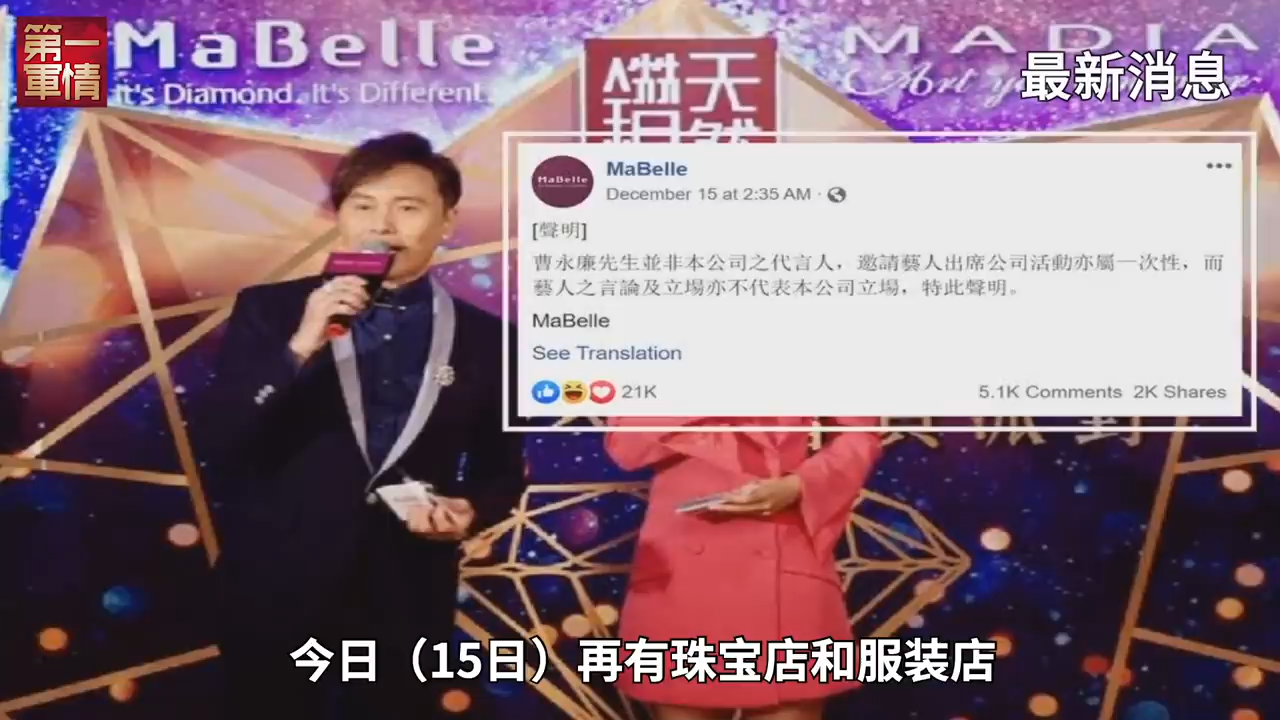 第一
軍情
MaBelle
It's Diamond. It's Different.
天然
MADIA
Art y
最新消息
MaBelle
MaBelle
December 15 at 2:35 AM
[聲明]
曹永廉先生並非本公司之代言人，邀請藝人出席公司活動亦屬一次性，而
藝人之言論及立場亦不代表本公司立場，特此聲明。
MaBelle
See Translation
21K
5.1K Comments 2K Shares
今日（15日）再有珠宝店和服装店